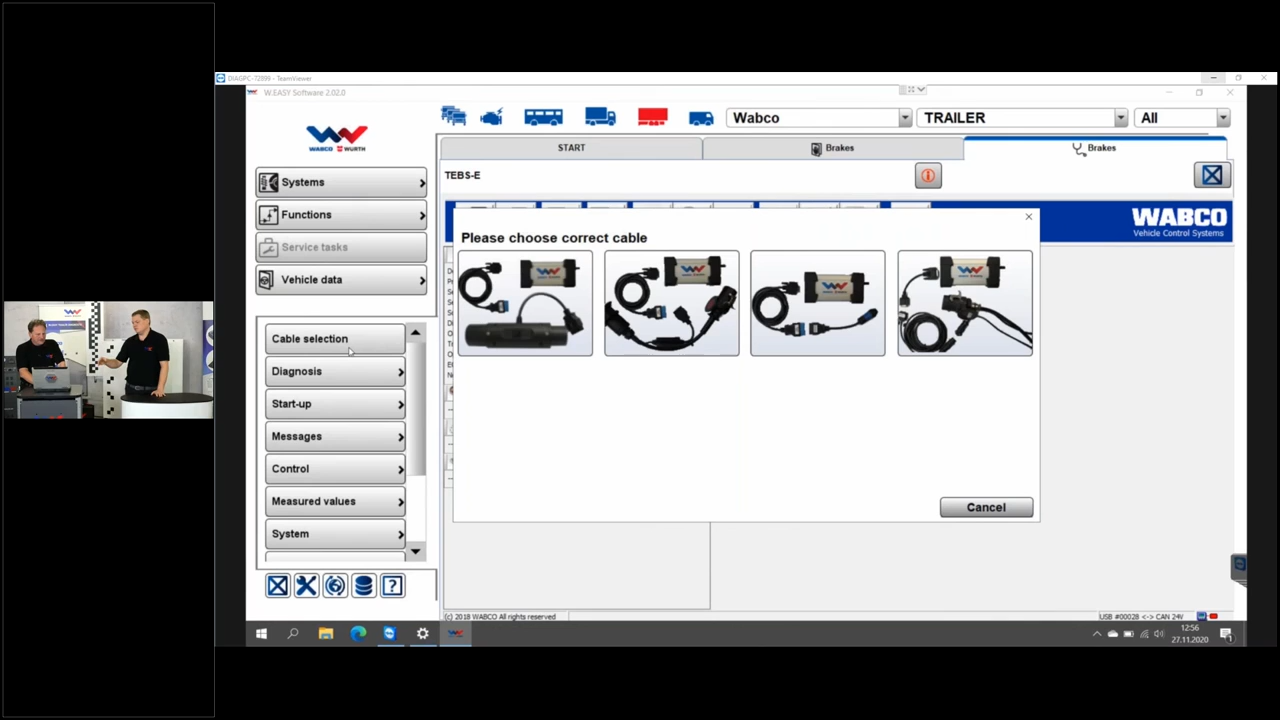 DIAGPC-72899 - TeamViewer
W.EASY Software 2.02.0
Wabco
TRAILER
All
WABCO WURTH
START
Brakes
Brakes
TEBS-E
Systems
Functions
Service tasks
Vehicle data
WABCO
Vehicle Control Systems
Please choose correct cable
Cancel
Cable selection
Diagnosis
Start-up
Messages
Control
Measured values
System
(c) 2018 WABCO All rights reserved
USB #00028 <-> CAN 24V
12:56
27.11.2020